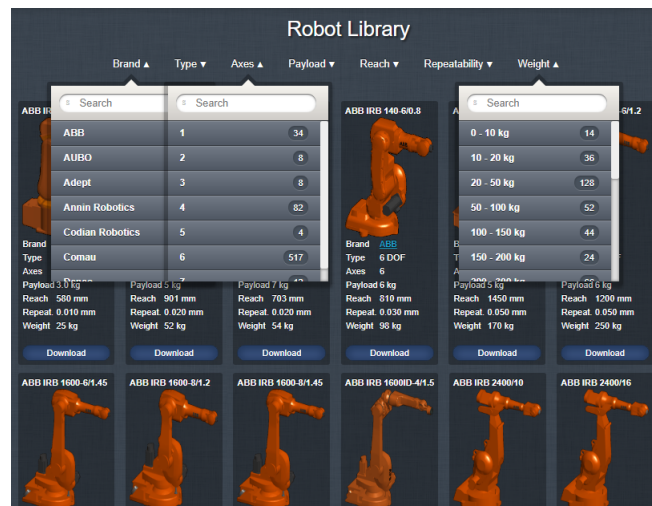 Robot Library
Brand ▲ Type ▼ Axes ▲ Payload ▼ Reach ▼ Repeatability ▼ Weight ▲
Search
ABB
AUBO
Adept
Annin Robotics
Codian Robotics
Comau
Search
1 34
2 8
3 8
4 82
5 4
6 517
Search
0 - 10 kg 14
10 - 20 kg 36
20 - 50 kg 128
50 - 100 kg 52
100 - 150 kg 44
150 - 200 kg 24
ABB IR
Payload 3.0 kg
Reach 580 mm
Repeat. 0.010 mm
Weight 25 kg
Download
Payload 5 kg
Reach 901 mm
Repeat. 0.020 mm
Weight 52 kg
Download
Payload 7 kg
Reach 703 mm
Repeat. 0.020 mm
Weight 54 kg
Download
ABB IRB 140-6/0.8
Brand ABB
Type 6 DOF
Axes 6
Payload 6 kg
Reach 810 mm
Repeat. 0.030 mm
Weight 98 kg
Download
Payload 5 kg
Reach 1450 mm
Repeat. 0.050 mm
Weight 170 kg
Download
-6/1.2
Payload 6 kg
Reach 1200 mm
Repeat. 0.050 mm
Weight 250 kg
Download
ABB IRB 1600-6/1.45
ABB IRB 1600-8/1.2
ABB IRB 1600-8/1.45
ABB IRB 1600ID-4/1.5
ABB IRB 2400/10
ABB IRB 2400/16